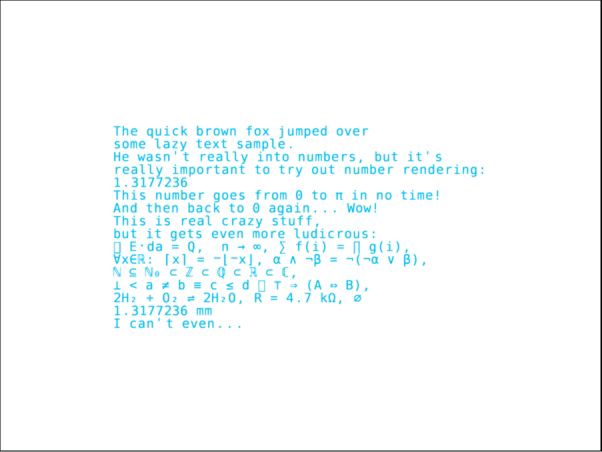 The quick brown fox jumped over
some lazy text sample.
He wasn't really into numbers, but it's
really important to try out number rendering:
1.3177236
This number goes from 0 to π in no time!
And then back to 0 again... Wow!
This is real crazy stuff,
but it gets even more ludicrous:
▯ E⋅da = Q,  n → ∞, ∑ f(i) = ∏ g(i),
∀x∈ℝ: ⌈x⌉ = −⌊−x⌋, α ∧ ¬β = ¬(¬α ∨ β),
ℕ ⊆ ℕ₀ ⊂ ℤ ⊂ ℚ ⊂ ℝ ⊂ ℂ,
⊥ < a ≠ b ≡ c ≤ d ▯ ⊤ ⇒ (A ⇔ B),
2H₂ + O₂ ⇌ 2H₂O, R = 4.7 kΩ, ⌀
1.3177236 mm
I can't even...